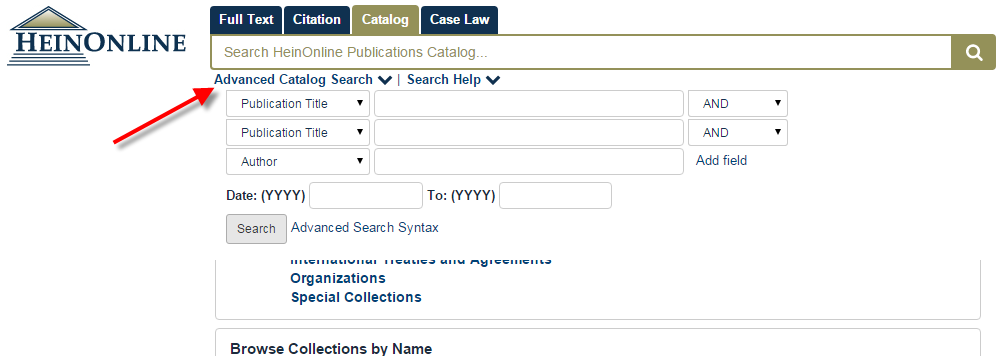 HEINONLINE
Full Text Citation Catalog Case Law
Search HeinOnline Publications Catalog...
Advanced Catalog Search | Search Help
Publication Title AND
Publication Title AND
Author Add field
Date: (YYYY) To: (YYYY)
Search Advanced Search Syntax
International Treaties and Agreements
Organizations
Special Collections
Browse Collections by Name